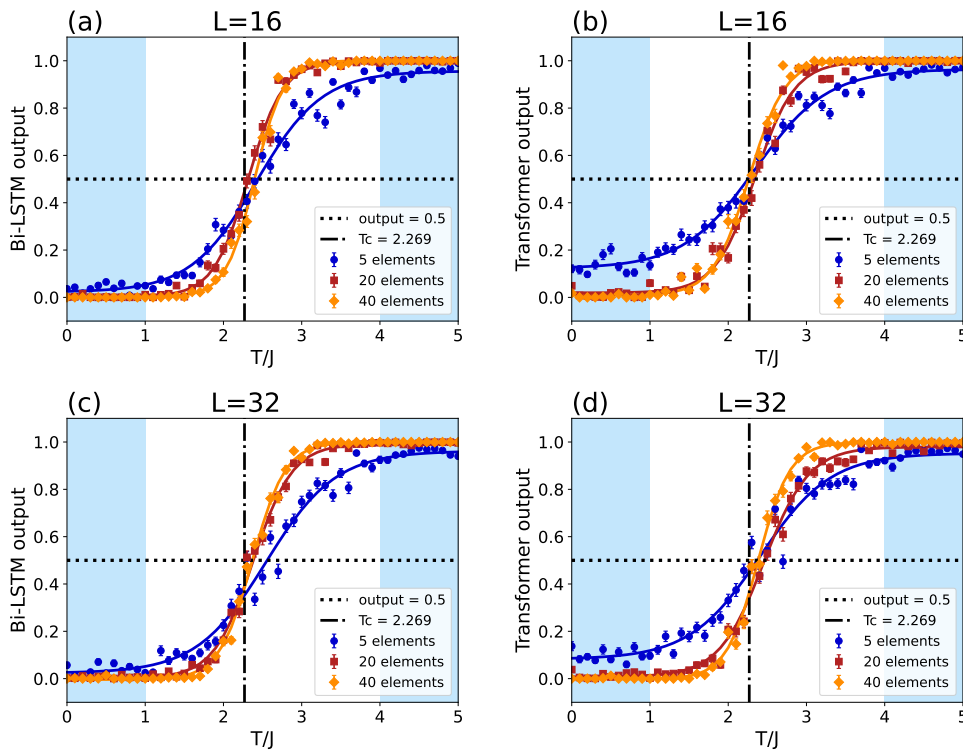 (a) L=16
1.0
0.8
0.6
0.4
0.2
0.0
Bi-LSTM output
output = 0.5
Tc = 2.269
5 elements
20 elements
40 elements
0 1 2 3 4 5
T/J
(b) L=16
1.0
0.8
0.6
0.4
0.2
0.0
Transformer output
output = 0.5
Tc = 2.269
5 elements
20 elements
40 elements
0 1 2 3 4 5
T/J
(c) L=32
1.0
0.8
0.6
0.4
0.2
0.0
Bi-LSTM output
output = 0.5
Tc = 2.269
5 elements
20 elements
40 elements
0 1 2 3 4 5
T/J
(d) L=32
1.0
0.8
0.6
0.4
0.2
0.0
Transformer output
output = 0.5
Tc = 2.269
5 elements
20 elements
40 elements
0 1 2 3 4 5
T/J